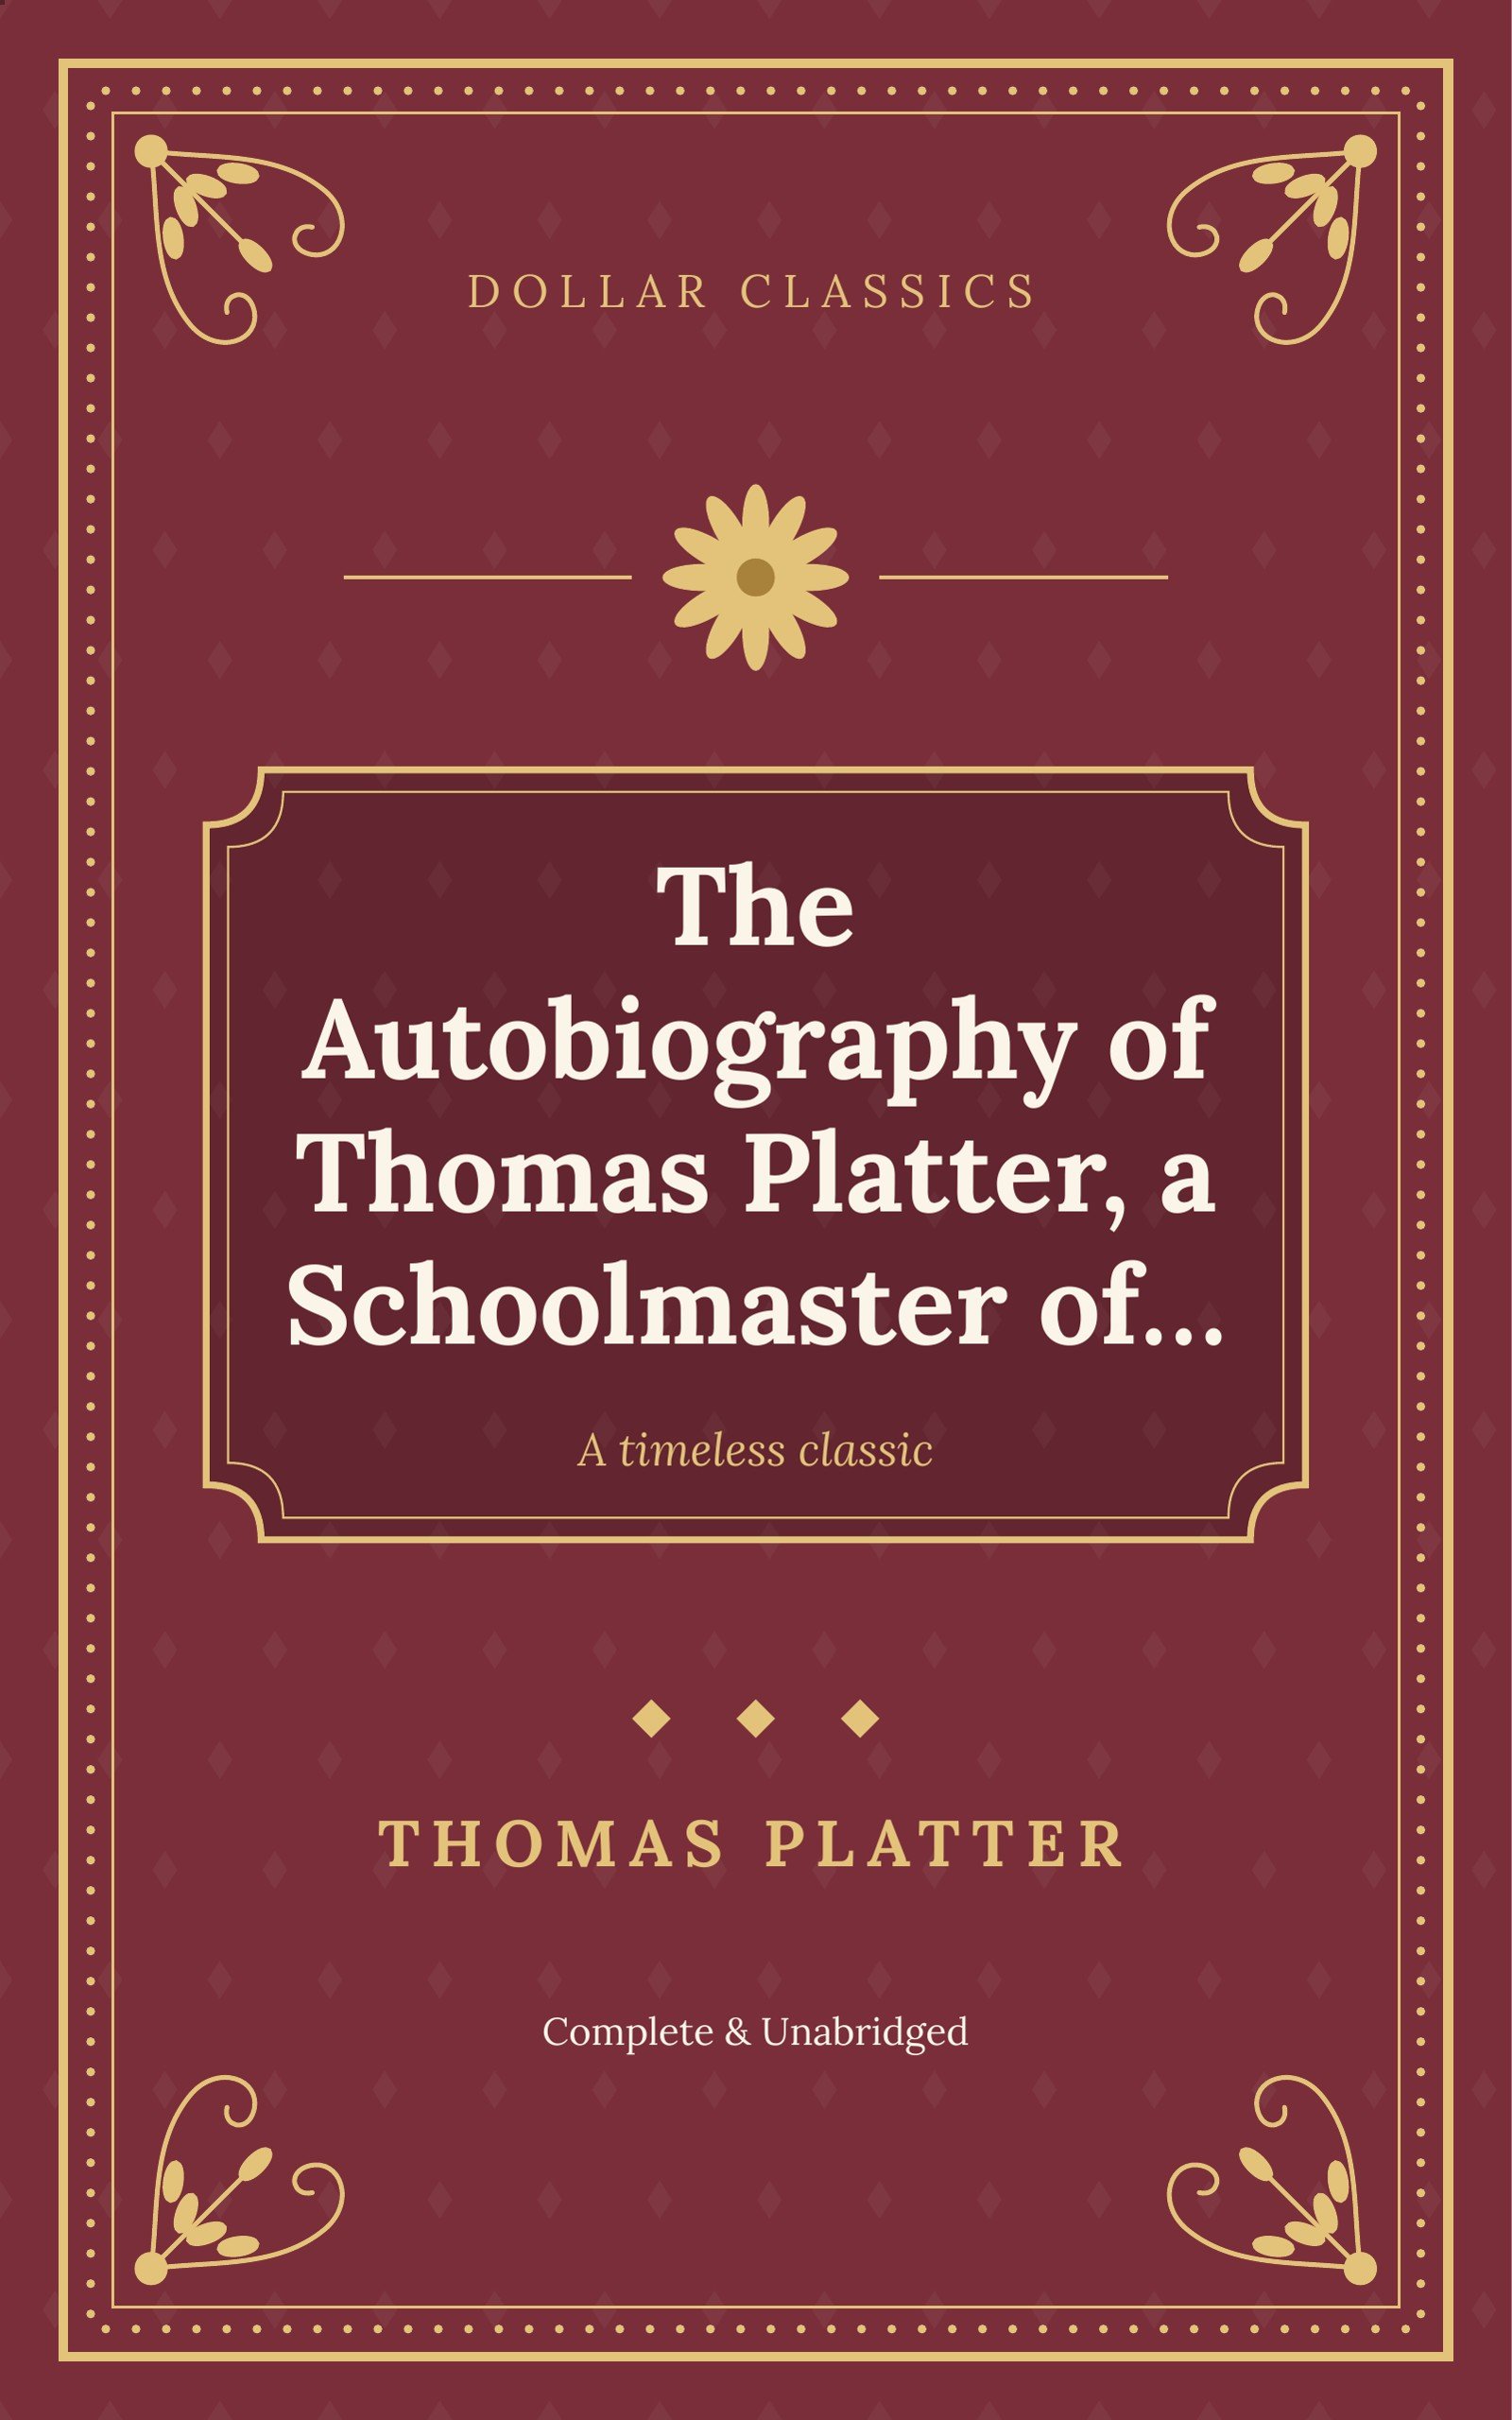 DOLLAR CLASSICS
The
Autobiography of
Thomas Platter, a
Schoolmaster of...
A timeless classic
THOMAS PLATTER
Complete & Unabridged